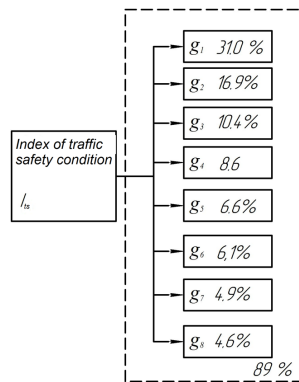 g₁ 31.0 %
g₂ 16.9%
g₃ 10.4%
Index of traffic
safety condition
g₄ 8,6
Iₜₛ
g₅ 6.6%
g₆ 6,1%
g₇ 4.9%
g₈ 4.6%
89 %